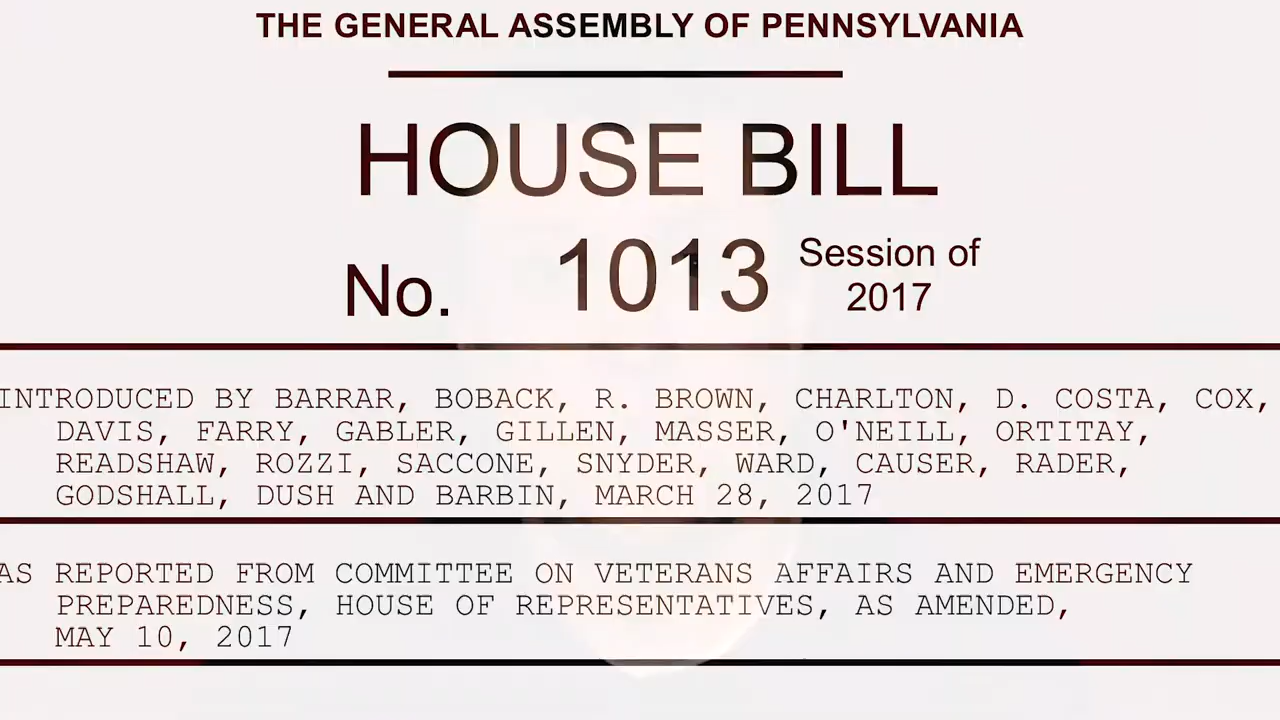 THE GENERAL ASSEMBLY OF PENNSYLVANIA
HOUSE BILL
No. 1013 Session of
2017
INTRODUCED BY BARRAR, BOBACK, R. BROWN, CHARLTON, D. COSTA, COX,
DAVIS, FARRY, GABLER, GILLEN, MASSER, O'NEILL, ORTITAY,
READSHAW, ROZZI, SACCONE, SNYDER, WARD, CAUSER, RADER,
GODSHALL, DUSH AND BARBIN, MARCH 28, 2017
AS REPORTED FROM COMMITTEE ON VETERANS AFFAIRS AND EMERGENCY
PREPAREDNESS, HOUSE OF REPRESENTATIVES, AS AMENDED,
MAY 10, 2017